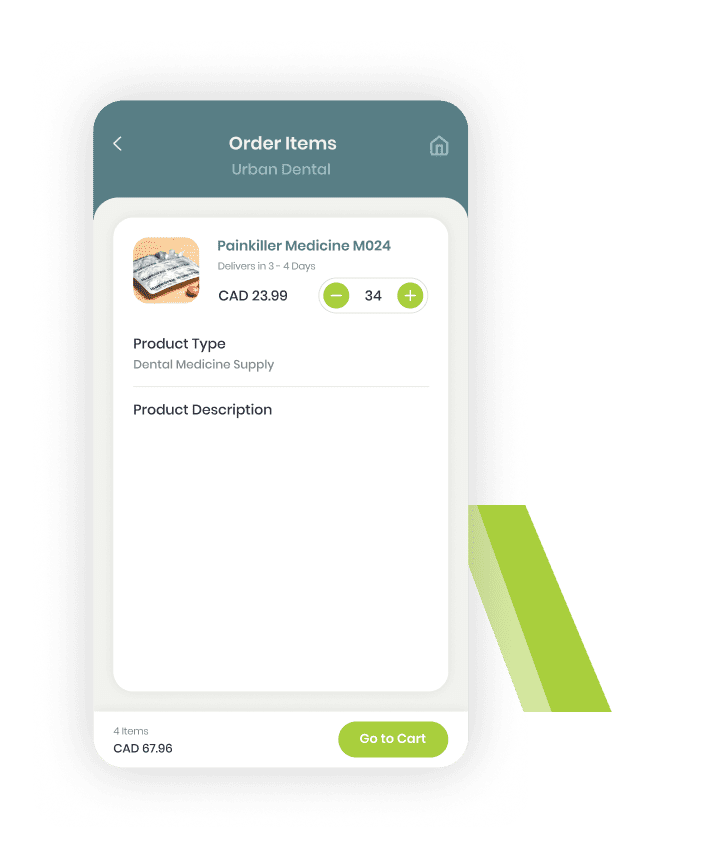 Order Items
Urban Dental
Painkiller Medicine M024
Delivers in 3 - 4 Days
CAD 23.99
34
Product Type
Dental Medicine Supply
Product Description
4 Items
CAD 67.96
Go to Cart